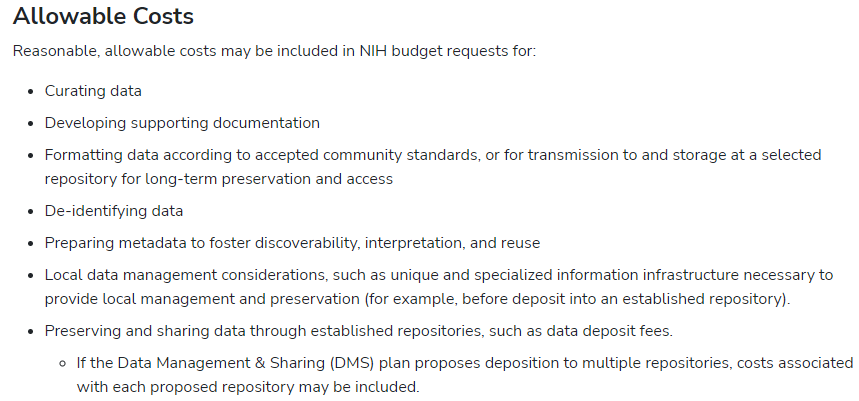 Allowable Costs
Reasonable, allowable costs may be included in NIH budget requests for:
• Curating data
• Developing supporting documentation
• Formatting data according to accepted community standards, or for transmission to and storage at a selected
repository for long-term preservation and access
• De-identifying data
• Preparing metadata to foster discoverability, interpretation, and reuse
• Local data management considerations, such as unique and specialized information infrastructure necessary to
provide local management and preservation (for example, before deposit into an established repository).
• Preserving and sharing data through established repositories, such as data deposit fees.
◦ If the Data Management & Sharing (DMS) plan proposes deposition to multiple repositories, costs associated
with each proposed repository may be included.